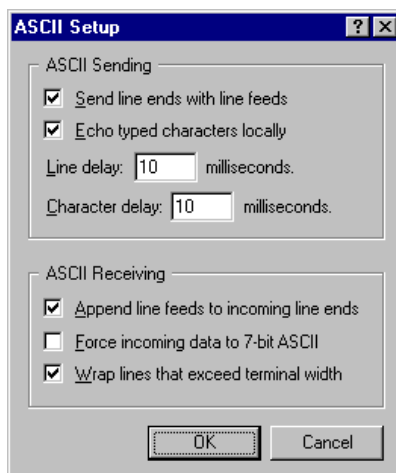 ASCII Setup
ASCII Sending
Send line ends with line feeds
Echo typed characters locally
Line delay: 10 milliseconds.
Character delay: 10 milliseconds.
ASCII Receiving
Append line feeds to incoming line ends
Force incoming data to 7-bit ASCII
Wrap lines that exceed terminal width
OK Cancel